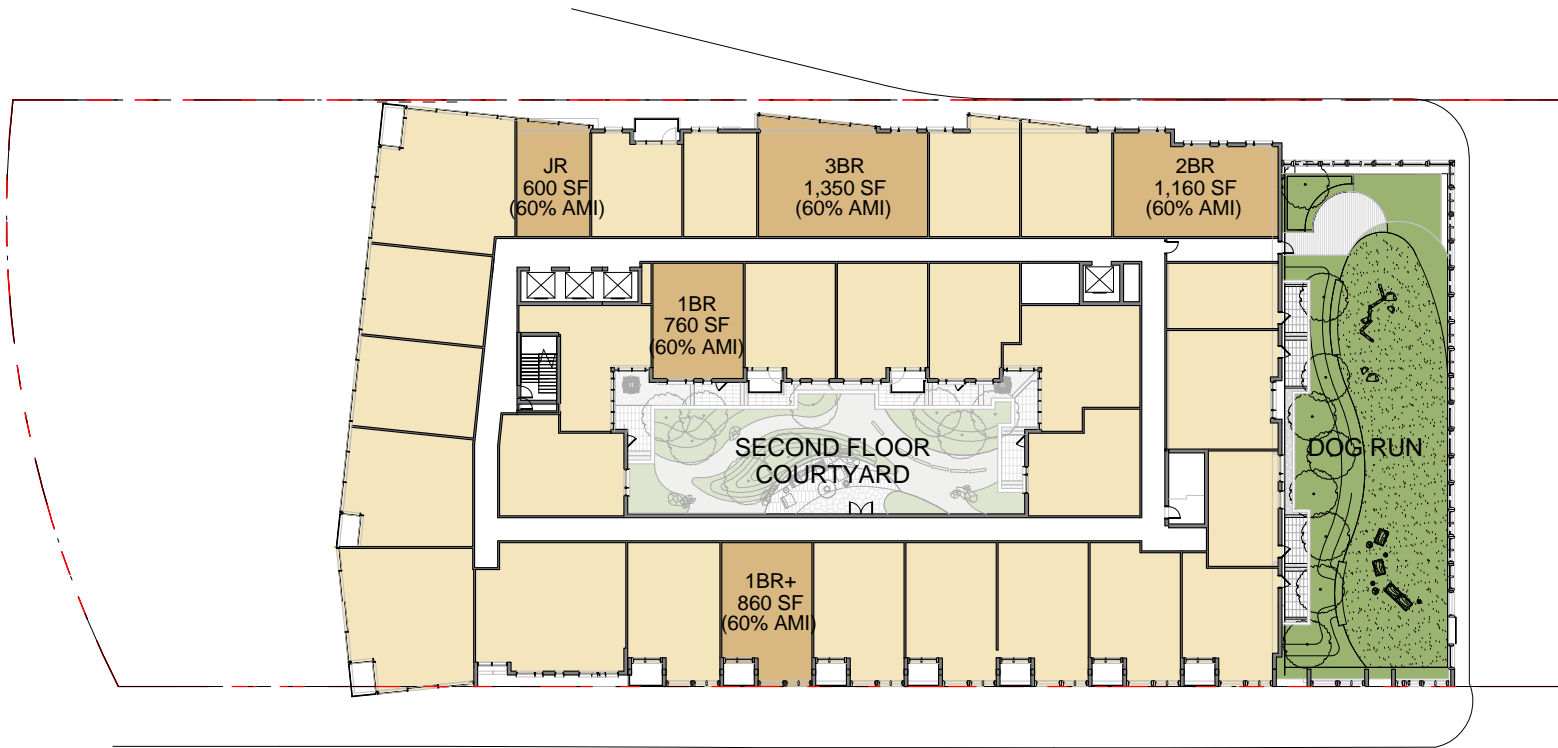 JR
600 SF
(60% AMI)
3BR
1,350 SF
(60% AMI)
2BR
1,160 SF
(60% AMI)
1BR
760 SF
(60% AMI)
SECOND FLOOR
COURTYARD
DOG RUN
1BR+
860 SF
(60% AMI)